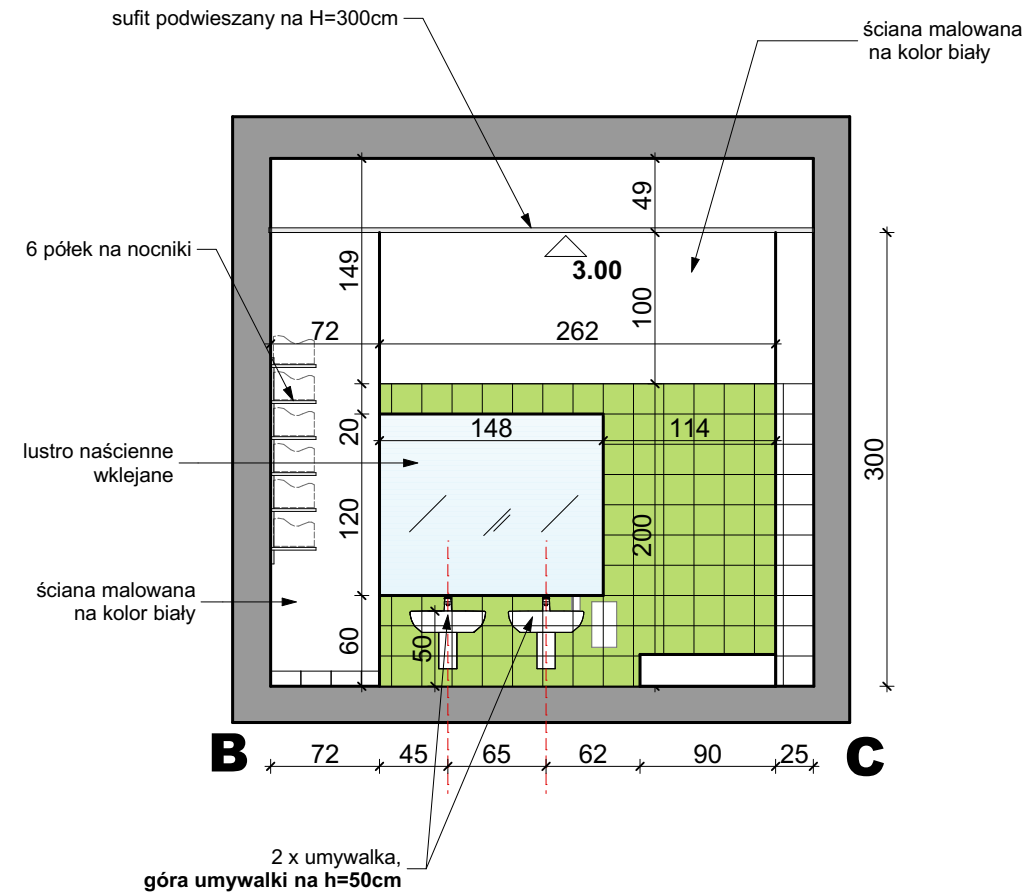 sufit podwieszany na H=300cm
ściana malowana
na kolor biały
49
6 półek na nocniki
3.00
149
100
72
262
20
148
114
lustro naścienne
wklejane
300
120
200
ściana malowana
na kolor biały
60
50
B
72
45
65
62
90
25
C
2 x umywalka,
góra umywalki na h=50cm